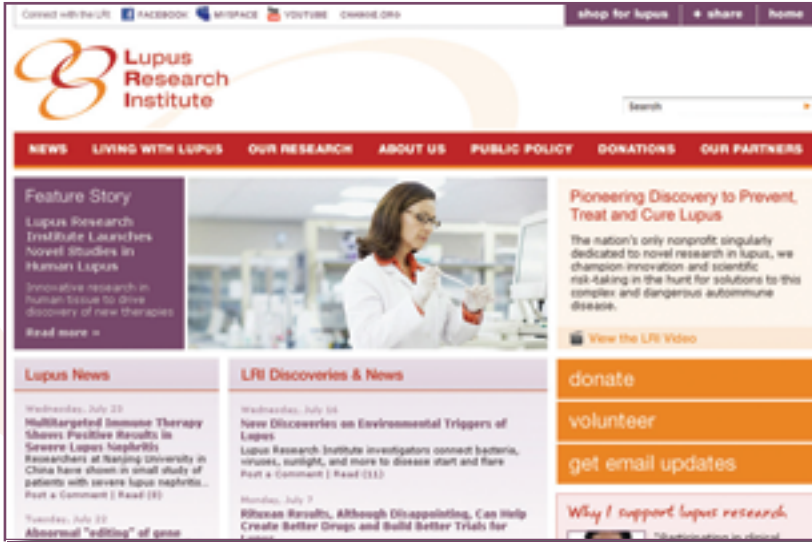 Connect with the LRI: FACEBOOK MYSPACE YOUTUBE CHANGE.ORG
shop for lupus + share home
Lupus
Research
Institute
Search
NEWS LIVING WITH LUPUS OUR RESEARCH ABOUT US PUBLIC POLICY DONATIONS OUR PARTNERS
Feature Story
Lupus Research
Institute Launches
Novel Studies in
Human Lupus
Innovative research in
human tissue to drive
discovery of new therapies
Read more »
Pioneering Discovery to Prevent,
Treat and Cure Lupus
The nation's only nonprofit singularly
dedicated to novel research in lupus, we
champion innovation and scientific
risk-taking in the hunt for solutions to this
complex and dangerous autoimmune
disease.
View the LRI Video
Lupus News
Wednesday, July 23
Multitargeted Immune Therapy
Shows Positive Results in
Severe Lupus Nephritis
Researchers at Nanjing University in
China have shown in small study of
patients with severe lupus nephritis...
Post a Comment | Read (8)
Tuesday, July 22
Abnormal "editing" of gene
LRI Discoveries & News
Wednesday, July 16
New Discoveries on Environmental Triggers of
Lupus
Lupus Research Institute investigators connect bacteria,
viruses, sunlight, and more to disease start and flare
Post a Comment | Read (11)
Monday, July 7
Rituxan Results, Although Disappointing, Can Help
Create Better Drugs and Build Better Trials for
Lupus
donate
volunteer
get email updates
Why I support lupus research
"Participating in clinical